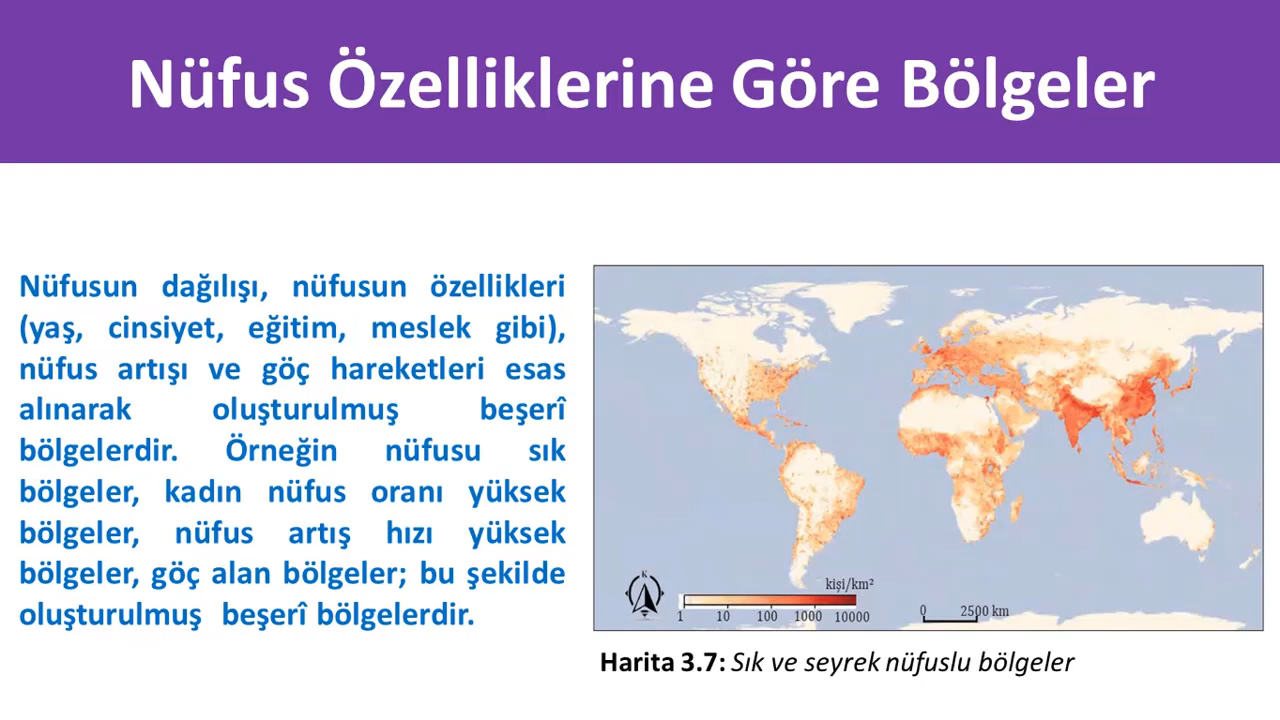 Nüfus Özelliklerine Göre Bölgeler
Nüfusun dağılışı, nüfusun özellikleri
(yaş, cinsiyet, eğitim, meslek gibi),
nüfus artışı ve göç hareketleri esas
alınarak oluşturulmuş beşerî
bölgelerdir. Örneğin nüfusu sık
bölgeler, kadın nüfus oranı yüksek
bölgeler, nüfus artış hızı yüksek
bölgeler, göç alan bölgeler; bu şekilde
oluşturulmuş beşerî bölgelerdir.
K
kişi/km²
1 10 100 1000 10000
0 2500 km
Harita 3.7: Sık ve seyrek nüfuslu bölgeler